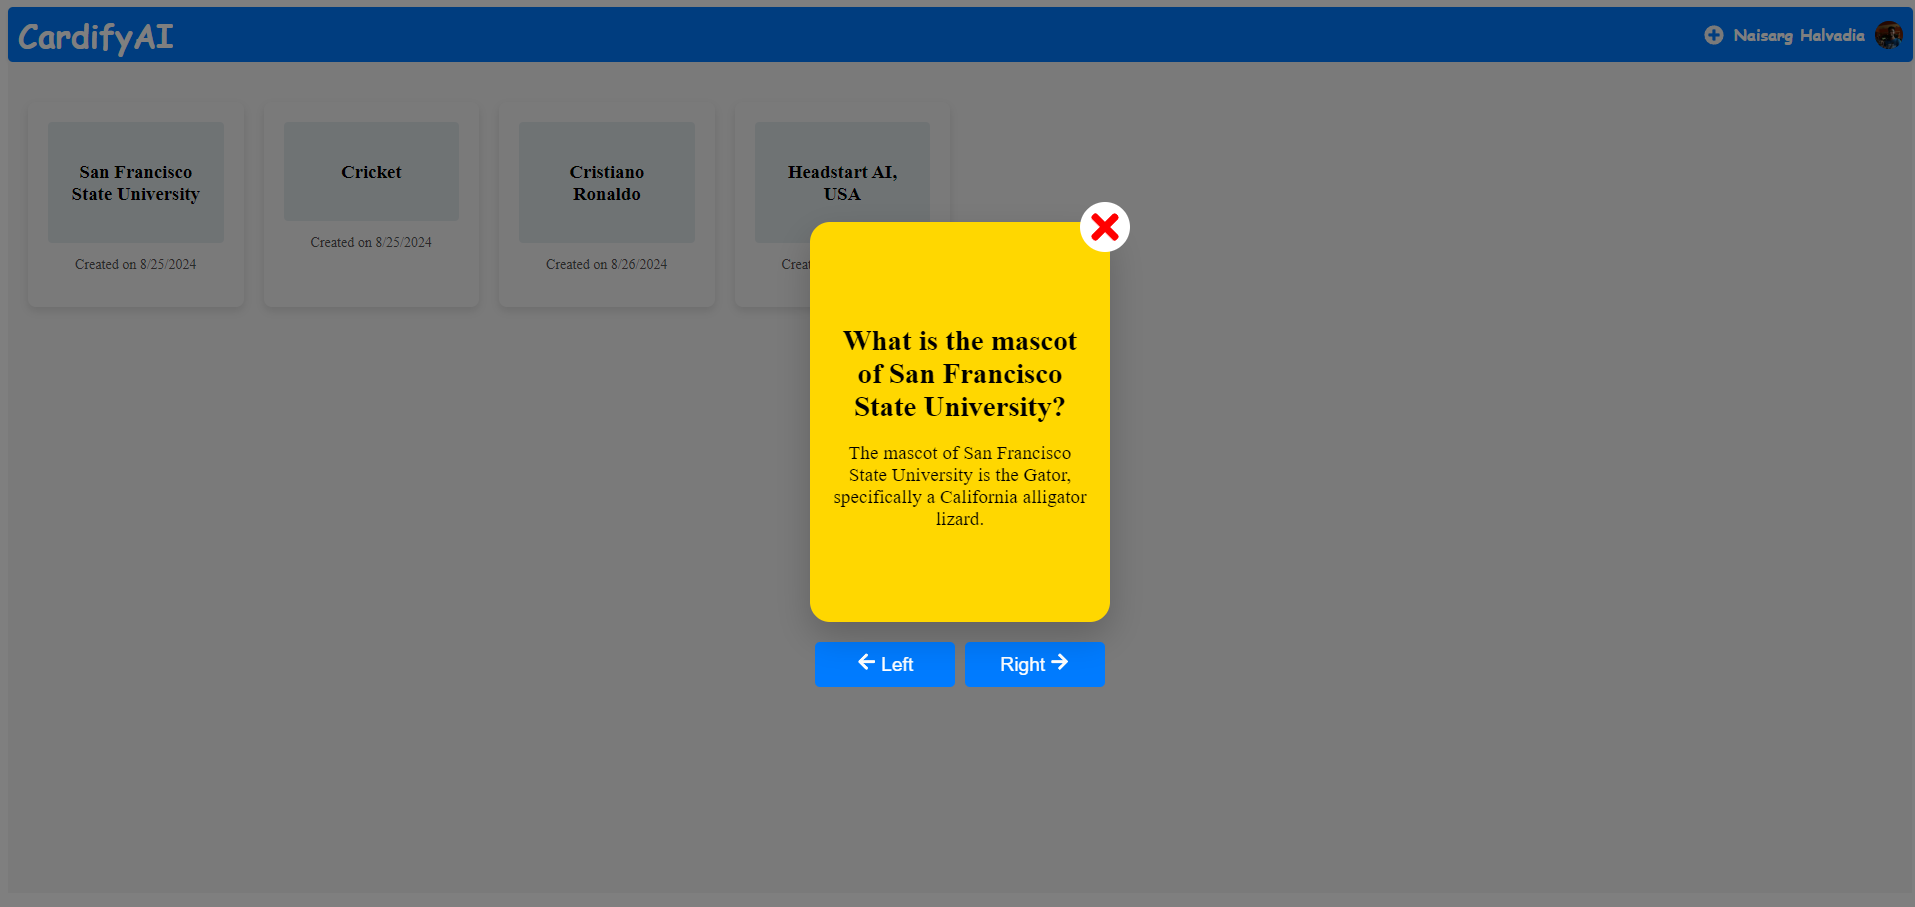 CardifyAI
Naisarg Halvadia
San Francisco
State University
Created on 8/25/2024
Cricket
Created on 8/25/2024
Cristiano
Ronaldo
Created on 8/26/2024
Headstart AI,
USA
What is the mascot
of San Francisco
State University?
The mascot of San Francisco
State University is the Gator,
specifically a California alligator
lizard.
Left
Right